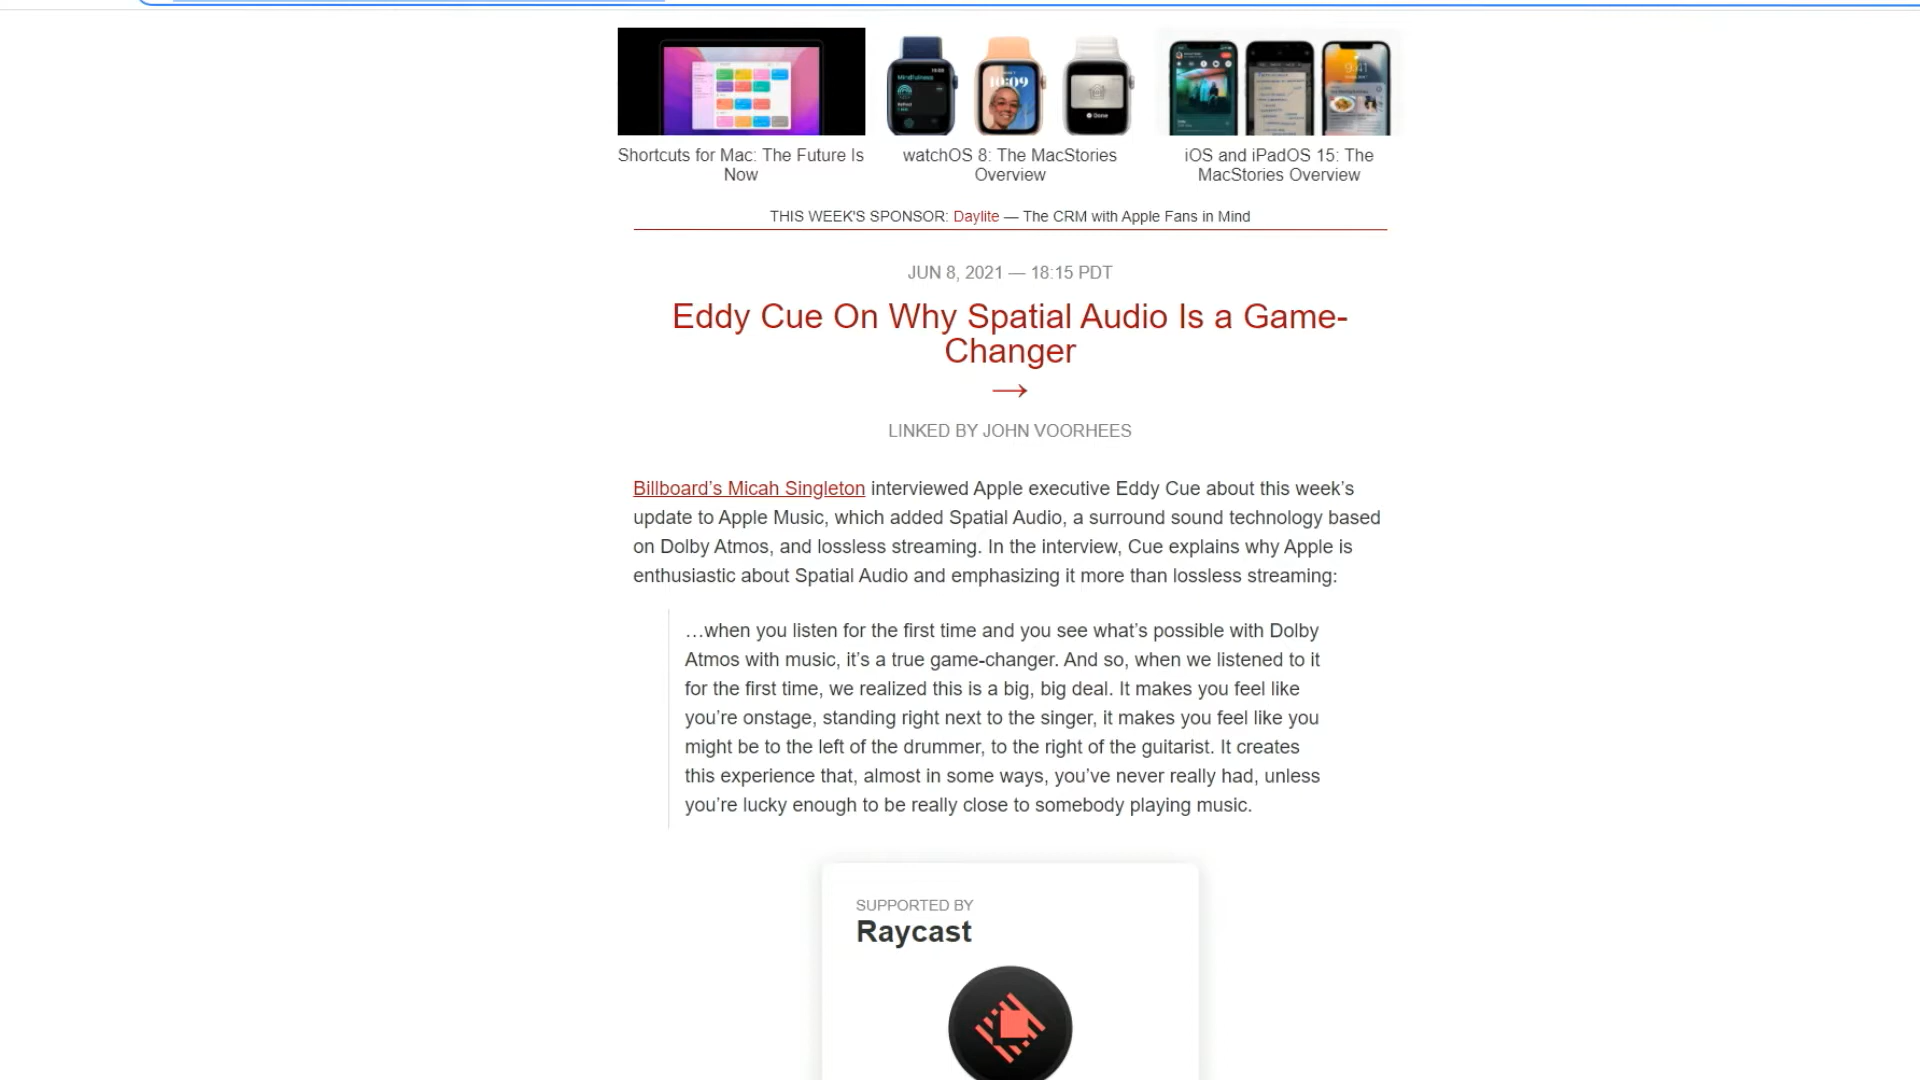 Mindfulness
10:09
Done
9:41
Shortcuts for Mac: The Future Is
Now
watchOS 8: The MacStories
Overview
iOS and iPadOS 15: The
MacStories Overview
THIS WEEK'S SPONSOR: Daylite — The CRM with Apple Fans in Mind
JUN 8, 2021 — 18:15 PDT
Eddy Cue On Why Spatial Audio Is a Game-
Changer
→
LINKED BY JOHN VOORHEES
Billboard’s Micah Singleton interviewed Apple executive Eddy Cue about this week’s
update to Apple Music, which added Spatial Audio, a surround sound technology based
on Dolby Atmos, and lossless streaming. In the interview, Cue explains why Apple is
enthusiastic about Spatial Audio and emphasizing it more than lossless streaming:
…when you listen for the first time and you see what’s possible with Dolby
Atmos with music, it’s a true game-changer. And so, when we listened to it
for the first time, we realized this is a big, big deal. It makes you feel like
you’re onstage, standing right next to the singer, it makes you feel like you
might be to the left of the drummer, to the right of the guitarist. It creates
this experience that, almost in some ways, you’ve never really had, unless
you’re lucky enough to be really close to somebody playing music.
SUPPORTED BY
Raycast